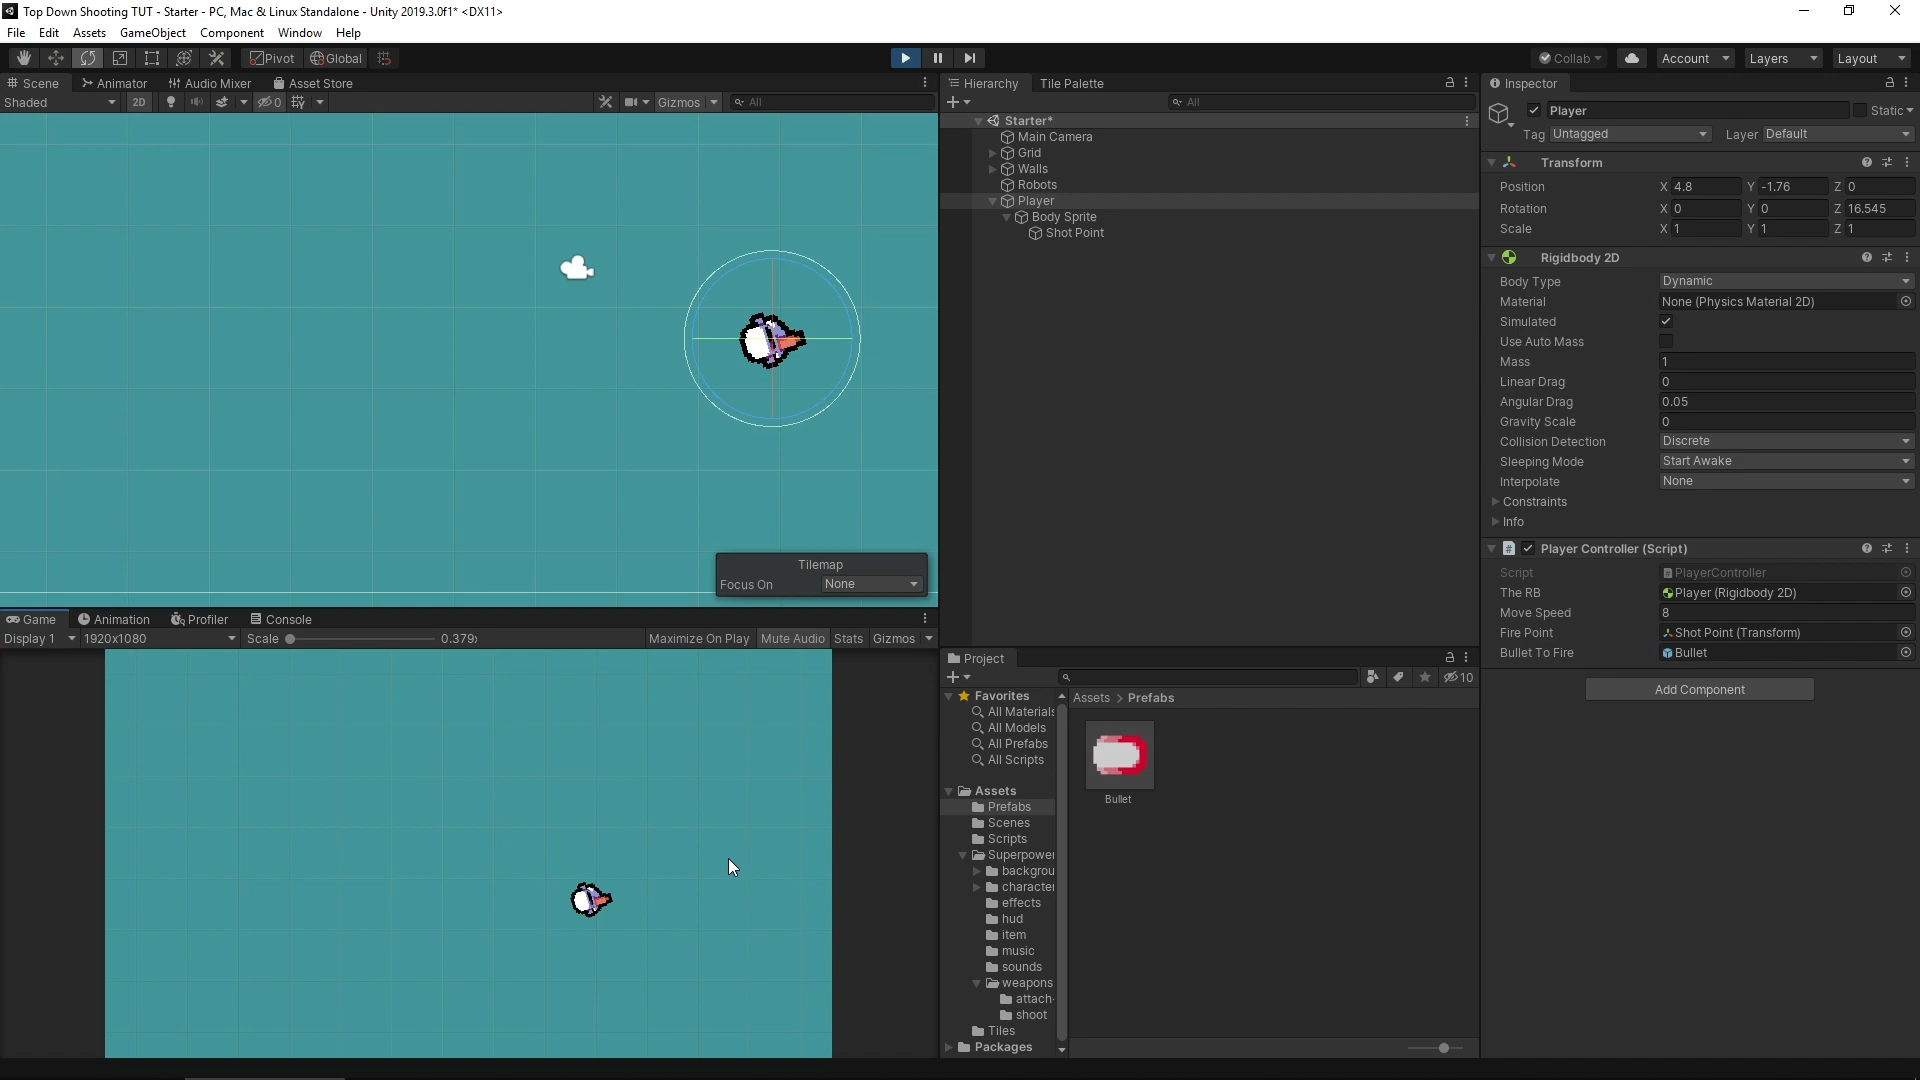 Top Down Shooting TUT - Starter - PC, Mac & Linux Standalone - Unity 2019.3.0f1* <DX11>
File Edit Assets GameObject Component Window Help
Pivot Global Collab Account Layers Layout
Scene Animator Audio Mixer Asset Store
Shaded 2D 0 Gizmos All
Tilemap
Focus On None
Game Animation Profiler Console
Display 1 1920x1080 Scale 0.379x Maximize On Play Mute Audio Stats Gizmos
Hierarchy Tile Palette
All
Starter*
Main Camera
Grid
Walls
Robots
Player
Body Sprite
Shot Point
Project
10
Favorites
All Materials
All Models
All Prefabs
All Scripts
Assets
Prefabs
Scenes
Scripts
Superpower
backgrou
character
effects
hud
item
music
sounds
weapons
attach-
shoot
Tiles
Packages
Assets > Prefabs
Bullet
Inspector
Player Static
Tag Untagged Layer Default
Transform
Position X 4.8 Y -1.76 Z 0
Rotation X 0 Y 0 Z 16.545
Scale X 1 Y 1 Z 1
Rigidbody 2D
Body Type Dynamic
Material None (Physics Material 2D)
Simulated
Use Auto Mass
Mass 1
Linear Drag 0
Angular Drag 0.05
Gravity Scale 0
Collision Detection Discrete
Sleeping Mode Start Awake
Interpolate None
Constraints
Info
# Player Controller (Script)
Script PlayerController
The RB Player (Rigidbody 2D)
Move Speed 8
Fire Point Shot Point (Transform)
Bullet To Fire Bullet
Add Component